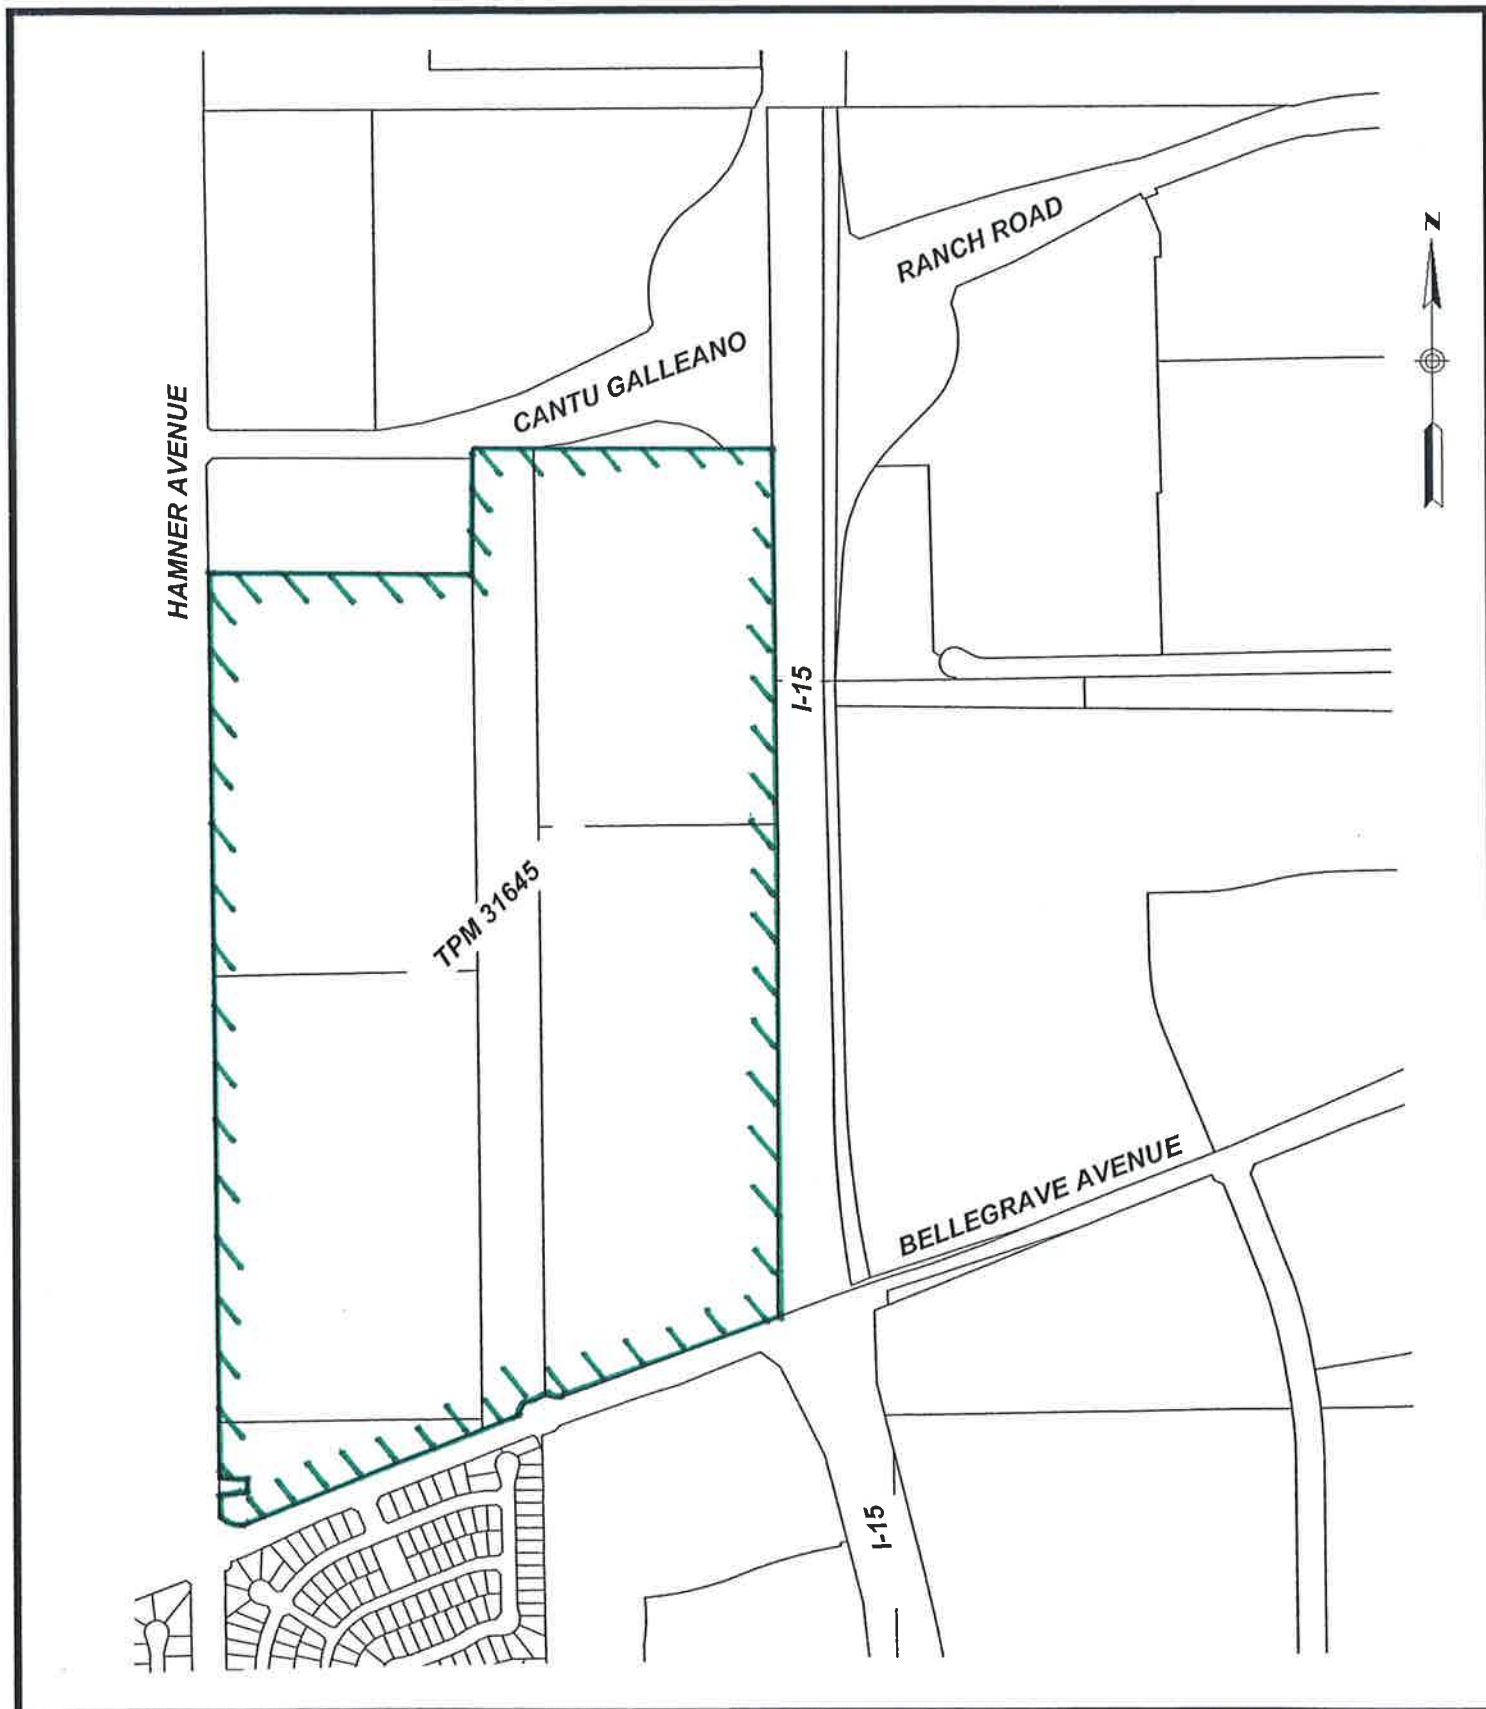 RANCH ROAD
N
CANTU GALLEANO
HAMNER AVENUE
I-15
TPM 31645
BELLEGRAVE AVENUE
I-15